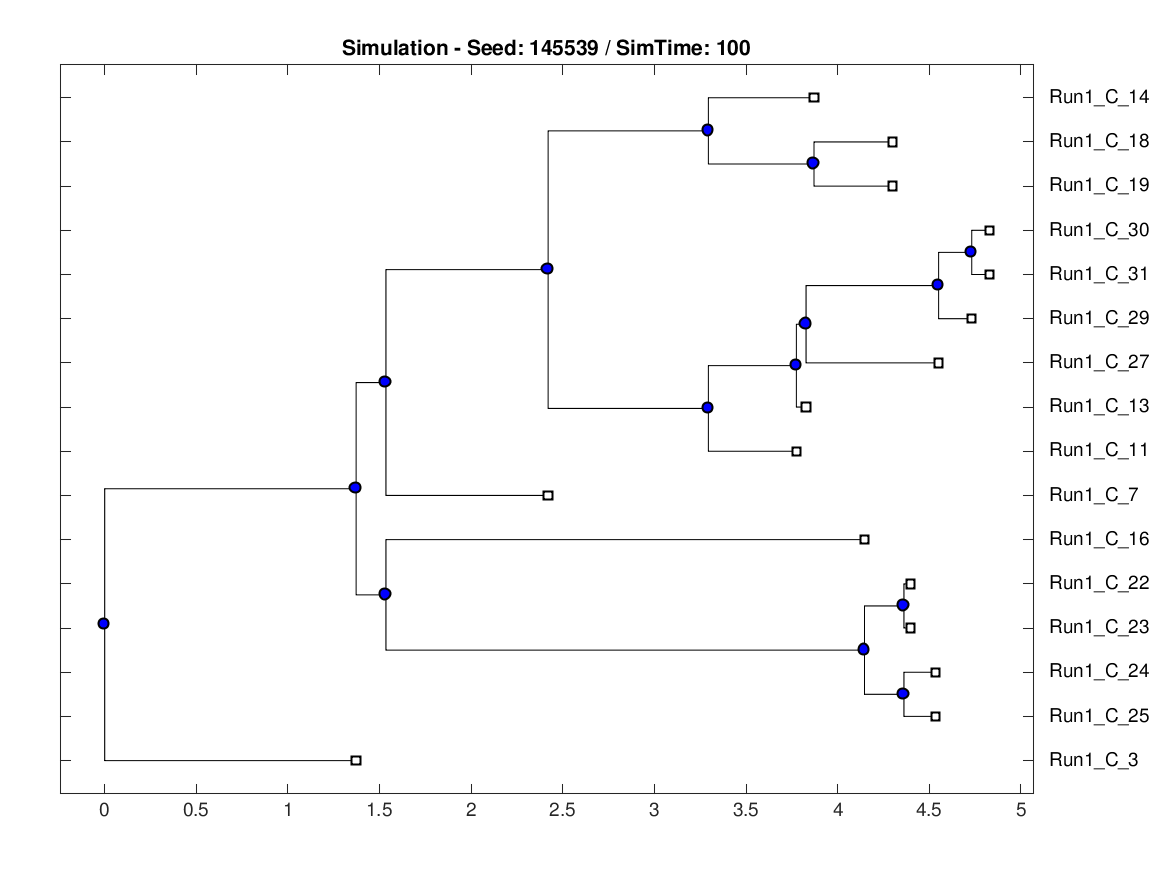 Simulation - Seed: 145539 / SimTime: 100
Run1_C_14
Run1_C_18
Run1_C_19
Run1_C_30
Run1_C_31
Run1_C_29
Run1_C_27
Run1_C_13
Run1_C_11
Run1_C_7
Run1_C_16
Run1_C_22
Run1_C_23
Run1_C_24
Run1_C_25
Run1_C_3
0 0.5 1 1.5 2 2.5 3 3.5 4 4.5 5